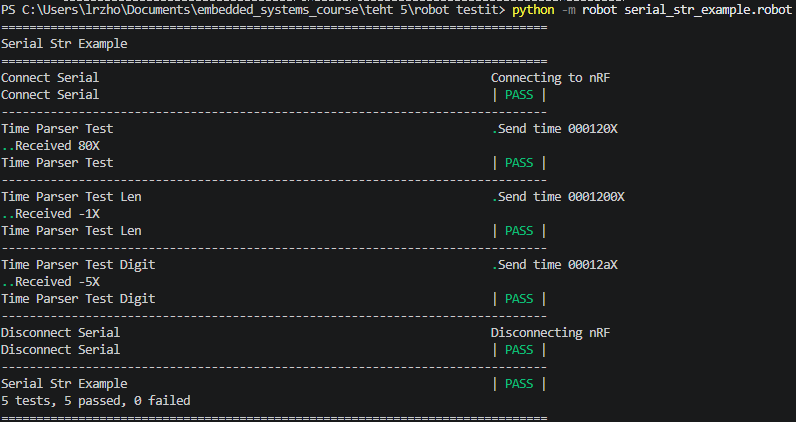 PS C:\Users\lrzho\Documents\embedded_systems_course\teht 5\robot testit> python -m robot serial_str_example.robot
==============================================================================
Serial Str Example
==============================================================================
Connect Serial Connecting to nRF
Connect Serial | PASS |
------------------------------------------------------------------------------
Time Parser Test .Send time 000120X
..Received 80X
Time Parser Test | PASS |
------------------------------------------------------------------------------
Time Parser Test Len .Send time 0001200X
..Received -1X
Time Parser Test Len | PASS |
------------------------------------------------------------------------------
Time Parser Test Digit .Send time 00012aX
..Received -5X
Time Parser Test Digit | PASS |
------------------------------------------------------------------------------
Disconnect Serial Disconnecting nRF
Disconnect Serial | PASS |
------------------------------------------------------------------------------
Serial Str Example | PASS |
5 tests, 5 passed, 0 failed
==============================================================================